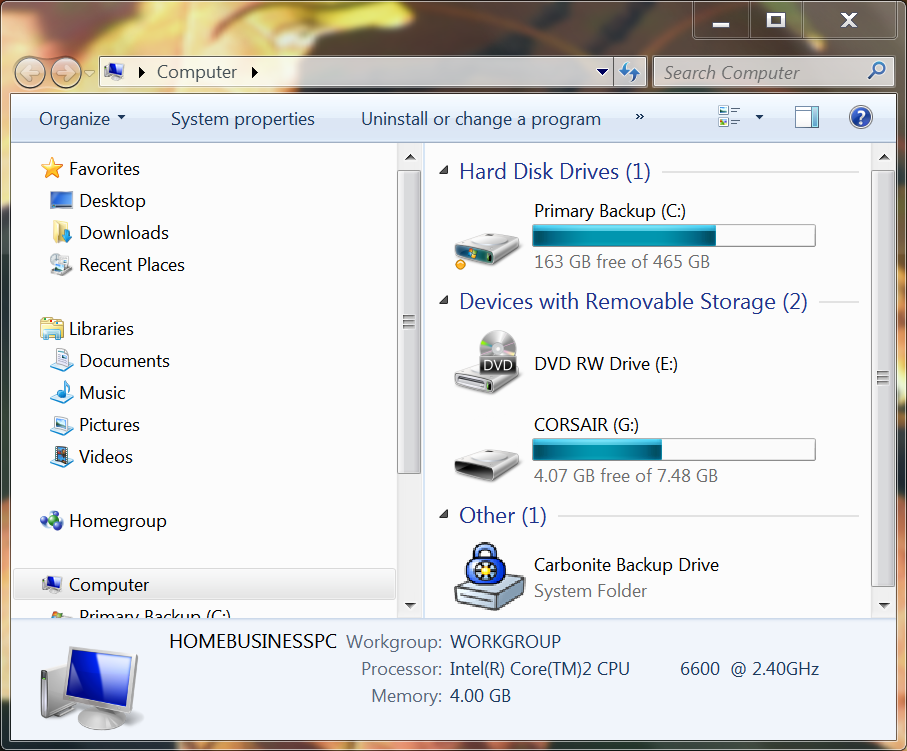 Computer
Search Computer
Organize
System properties
Uninstall or change a program
»
?
Favorites
Desktop
Downloads
Recent Places
Libraries
Documents
Music
Pictures
Videos
Homegroup
Computer
Primary Backup (C:)
Hard Disk Drives (1)
Primary Backup (C:)
163 GB free of 465 GB
Devices with Removable Storage (2)
DVD
DVD RW Drive (E:)
CORSAIR (G:)
4.07 GB free of 7.48 GB
Other (1)
Carbonite Backup Drive
System Folder
HOMEBUSINESSPC Workgroup: WORKGROUP
Processor: Intel(R) Core(TM)2 CPU 6600 @ 2.40GHz
Memory: 4.00 GB